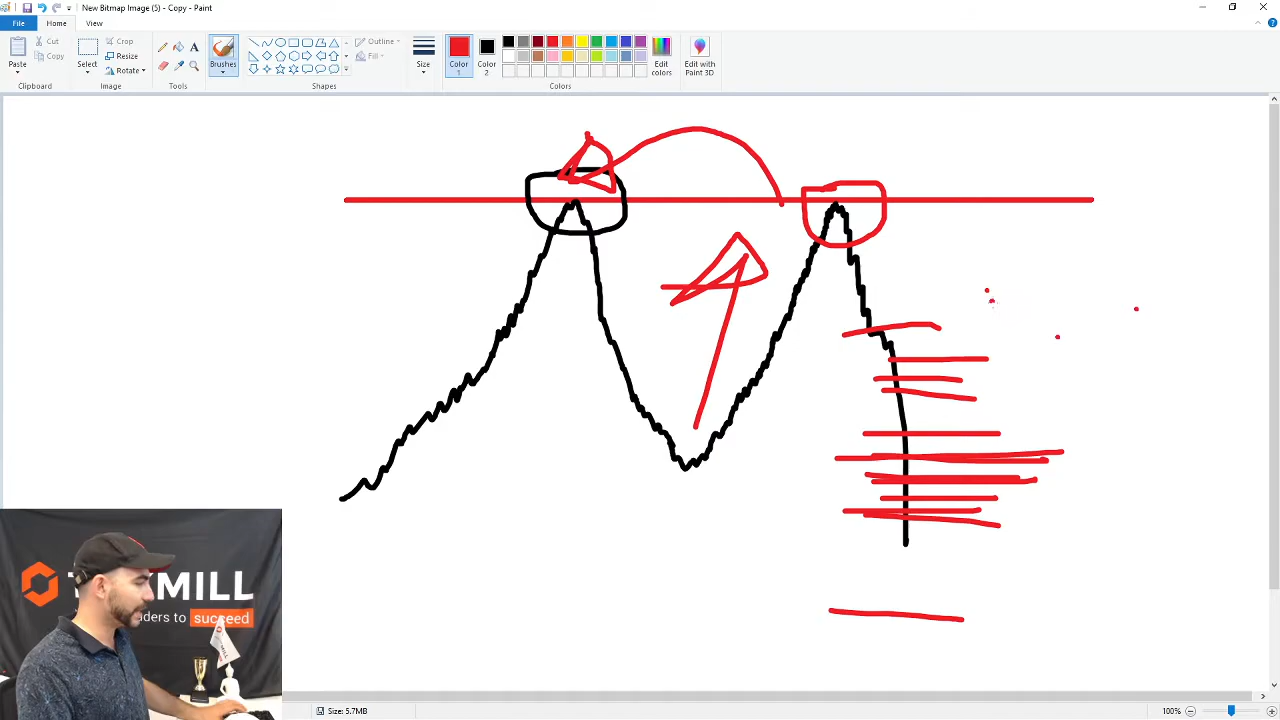 New Bitmap Image (5) - Copy - Paint
File Home View
Paste
Cut
Copy
Clipboard
Select
Crop
Resize
Rotate
Image
A
Tools
Brushes
Outline
Fill
Shapes
Size
Color
1
Color
2
Edit
colors
Edit with
Paint 3D
Colors
MILL
ders to succeed
Size: 5.7MB
100%